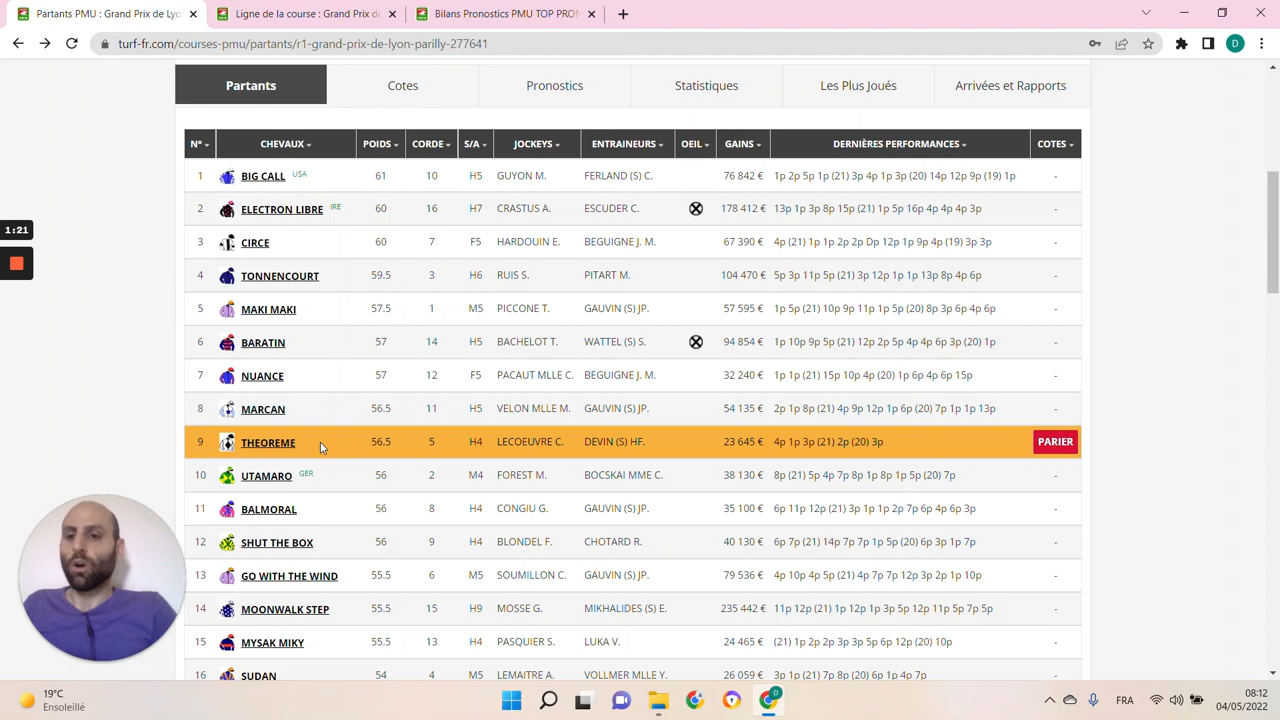 Partants PMU : Grand Prix de Lyo
Ligne de la course : Grand Prix de
Bilans Pronostics PMU TOP PRON
turf-fr.com/courses-pmu/partants/r1-grand-prix-de-lyon-parilly-277641
D
Partants Cotes Pronostics Statistiques Les Plus Joués Arrivées et Rapports
N° CHEVAUX POIDS CORDE S/A JOCKEYS ENTRAINEURS OEIL GAINS DERNIÈRES PERFORMANCES COTES
1 BIG CALL USA 61 10 H5 GUYON M. FERLAND (S) C. 76 842 € 1p 2p 5p 1p (21) 3p 4p 1p 3p (20) 14p 12p 9p (19) 1p -
2 ELECTRON LIBRE IRE 60 16 H7 CRASTUS A. ESCUDER C. 178 412 € 13p 1p 3p 8p 15p (21) 1p 5p 16p 4p 4p 4p 3p -
3 CIRCE 60 7 F5 HARDOUIN E. BEGUIGNE J. M. 67 390 € 4p (21) 1p 1p 2p 2p Dp 12p 1p 9p 4p (19) 3p 3p -
4 TONNENCOURT 59.5 3 H6 RUIS S. PITART M. 104 470 € 5p 3p 11p 5p (21) 3p 12p 1p 1p 13p 8p 4p 6p -
5 MAKI MAKI 57.5 1 M5 PICCONE T. GAUVIN (S) JP. 57 595 € 1p 5p (21) 10p 9p 11p 1p 5p (20) 8p 3p 6p 4p 6p -
6 BARATIN 57 14 H5 BACHELOT T. WATTEL (S) S. 94 854 € 1p 10p 9p 5p (21) 12p 2p 5p 4p 4p 6p 3p (20) 1p -
7 NUANCE 57 12 F5 PACAUT MLLE C. BEGUIGNE J. M. 32 240 € 1p 1p (21) 15p 10p 4p (20) 1p 6p 4p 6p 15p -
8 MARCAN 56.5 11 H5 VELON MLLE M. GAUVIN (S) JP. 54 135 € 2p 1p 8p (21) 4p 9p 12p 1p 6p (20) 7p 1p 1p 13p -
9 THEOREME 56.5 5 H4 LECOEUVRE C. DEVIN (S) HF. 23 645 € 4p 1p 3p (21) 2p (20) 3p PARIER
10 UTAMARO GER 56 2 M4 FOREST M. BOCSKAI MME C. 38 130 € 8p (21) 5p 4p 7p 8p 1p 8p 1p 5p (20) 7p -
11 BALMORAL 56 8 H4 CONGIU G. GAUVIN (S) JP. 35 100 € 6p 11p 12p (21) 3p 1p 1p 2p 7p 6p 4p 6p 3p -
12 SHUT THE BOX 56 9 H4 BLONDEL F. CHOTARD R. 40 130 € 6p 7p (21) 14p 7p 7p 1p 5p (20) 6p 3p 1p 7p -
13 GO WITH THE WIND 55.5 6 M5 SOUMILLON C. GAUVIN (S) JP. 79 536 € 4p 10p 4p 5p (21) 4p 7p 7p 12p 3p 2p 1p 10p -
14 MOONWALK STEP 55.5 15 H9 MOSSE G. MIKHALIDES (S) E. 235 442 € 11p 12p (21) 1p 12p 1p 3p 5p 12p 11p 5p 7p 5p -
15 MYSAK MIKY 55.5 13 H4 PASQUIER S. LUKA V. 24 465 € (21) 1p 2p 2p 3p 3p 5p 6p 12p (20) 10p -
16 SUDAN 54 4 M5 LEMAITRE A. VOLLMER MLLE Y. 26 059 € 3p 1p (21) 7p 8p (20) 6p 1p 4p 7p -
1:21
19°C
Ensoleillé
FRA
08:12
04/05/2022